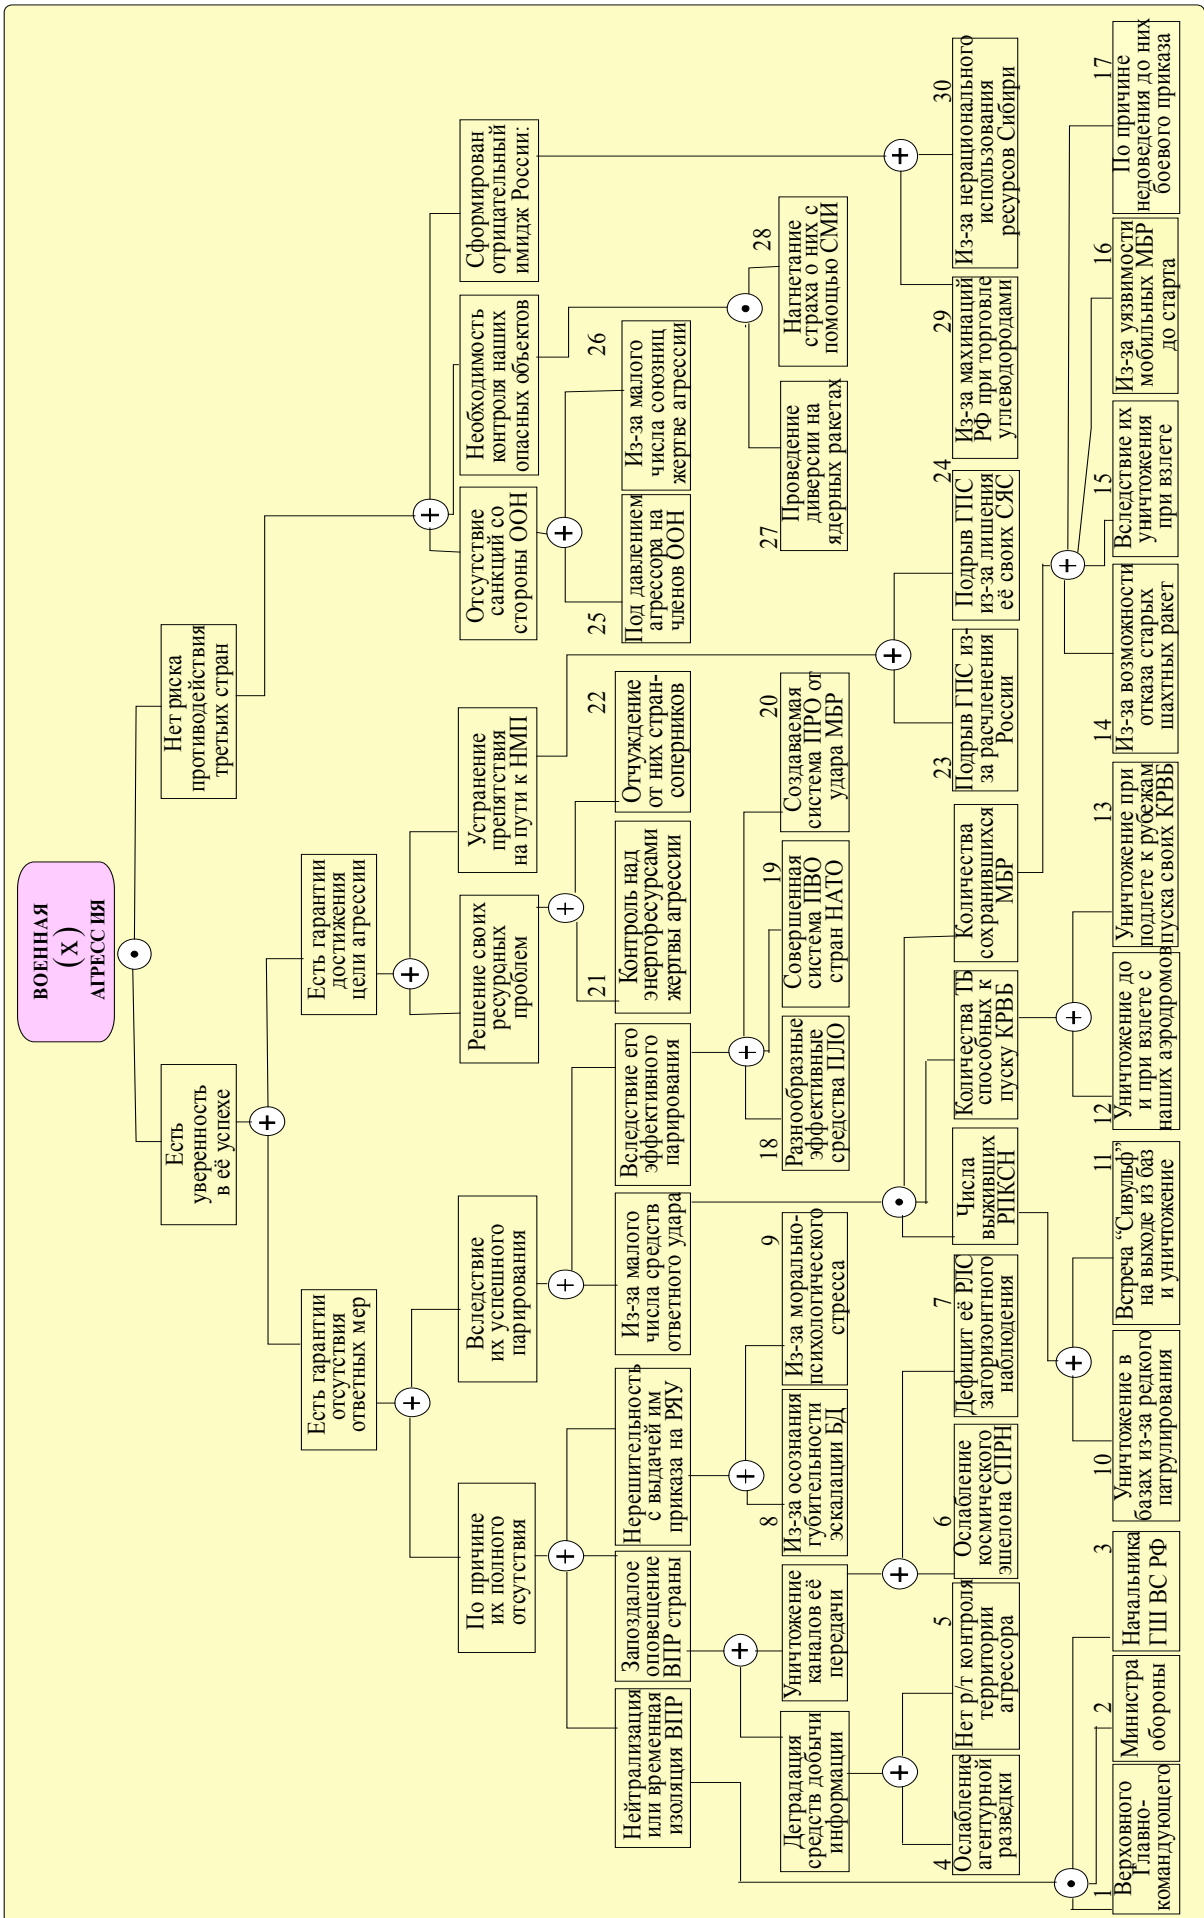 ВОЕННАЯ
(X)
АГРЕССИЯ
Есть
уверенность
в её успехе
Нет риска
противодействия
третьих стран
Есть гарантии
отсутствия
ответных мер
Есть гарантии
достижения
цели агрессии
По причине
их полного
отсутствия
Вследствие
их успешного
парирования
Решение своих
ресурсных
проблем
Устранение
препятствия
на пути к НМП
Отсутствие
санкций со
стороны ООН
Необходимость
контроля наших
опасных объектов
Сформирован
отрицательный
имидж России:
Нейтрализация
или временная
изоляция ВПР
Запоздалое
оповещение
ВПР страны
Нерешительность
с выдачей им
приказа на РЯУ
Из-за малого
числа средств
ответного удара
Вследствие его
эффективного
парирования
21
Контроль над
энергоресурсами
жертвы агрессии
22
Отчуждение
от них стран-
соперников
25
Под давлением
агрессора на
членов ООН
26
Из-за малого
числа союзниц
жертве агрессии
Деградация
средств добычи
информации
Уничтожение
каналов её
передачи
8
Из-за осознания
губительности
эскалации БД
9
Из-за морально-
психологического
стресса
18
Разнообразные
эффективные
средства ПЛО
19
Совершенная
система ПВО
стран НАТО
20
Создаваемая
система ПРО от
удара МБР
27
Проведение
диверсии на
ядерных ракетах
28
Нагнетание
страха о них с
помощью СМИ
4
Ослабление
агентурной
разведки
5
Нет р/т контроля
территории
агрессора
6
Ослабление
космического
эшелона СПРН
7
Дефицит её РЛС
загоризонтного
наблюдения
Числа
выживших
РПКСН
Количества ТБ
способных к
пуску КРВБ
Количества
сохранившихся
МБР
23
Подрыв ГПС из-
за расчленения
России
24
Подрыв ГПС
из-за лишения
её своих СЯС
29
Из-за махинаций
РФ при торговле
углеводородами
30
Из-за нерационального
использования
ресурсов Сибири
1
Верховного
Главно-
командующего
2
Министра
обороны
3
Начальника
ГШ ВС РФ
10
Уничтожение в
базах из-за редкого
патрулирования
11
Встреча “Сивульф”
на выходе из баз
и уничтожение
12
Уничтожение до
и при взлете с
наших аэродромов
13
Уничтожение при
подлете к рубежам
пуска своих КРВБ
14
Из-за возможности
отказа старых
шахтных ракет
15
Вследствие их
уничтожения
при взлете
16
Из-за уязвимости
мобильных МБР
до старта
17
По причине
недоведения до них
боевого приказа